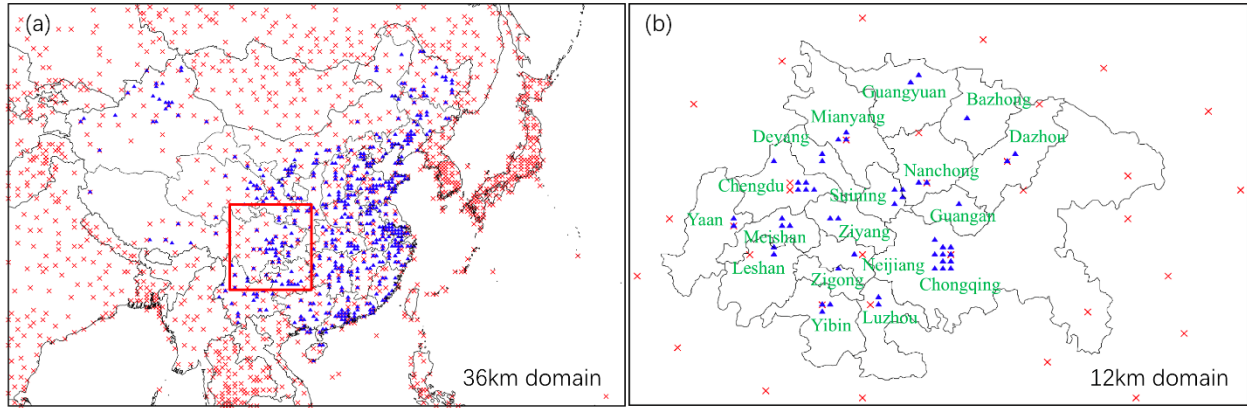 (a)
36km domain
(b)
Guangyuan
Bazhong
Mianyang
Deyang
Dazhou
Nanchong
Chengdu
Suining
Guangan
Yaan
Meishan
Ziyang
Leshan
Neijiang
Zigong
Chongqing
Yibin
Luzhou
12km domain